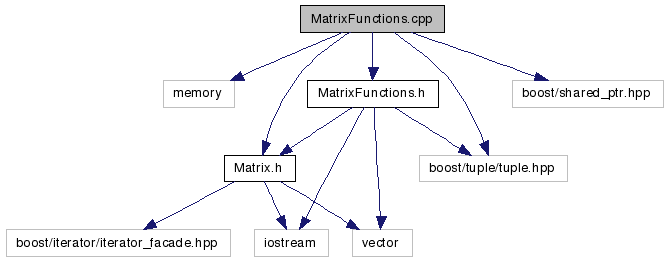 MatrixFunctions.cpp
memory
MatrixFunctions.h
boost/shared_ptr.hpp
Matrix.h
boost/tuple/tuple.hpp
boost/iterator/iterator_facade.hpp
iostream
vector